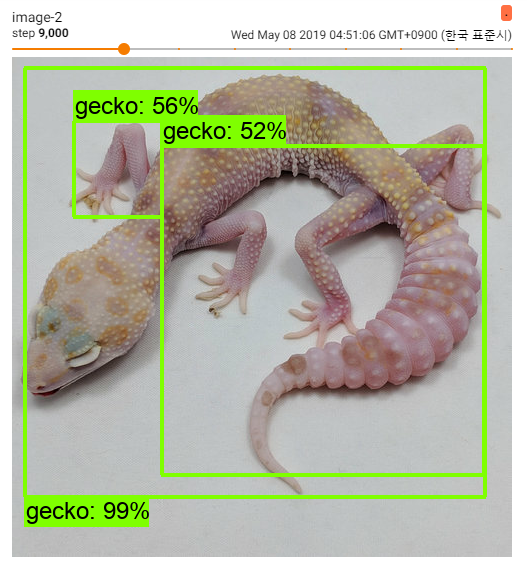 image-2
step 9,000
Wed May 08 2019 04:51:06 GMT+0900 (한국 표준시)
gecko: 56%
gecko: 52%
gecko: 99%